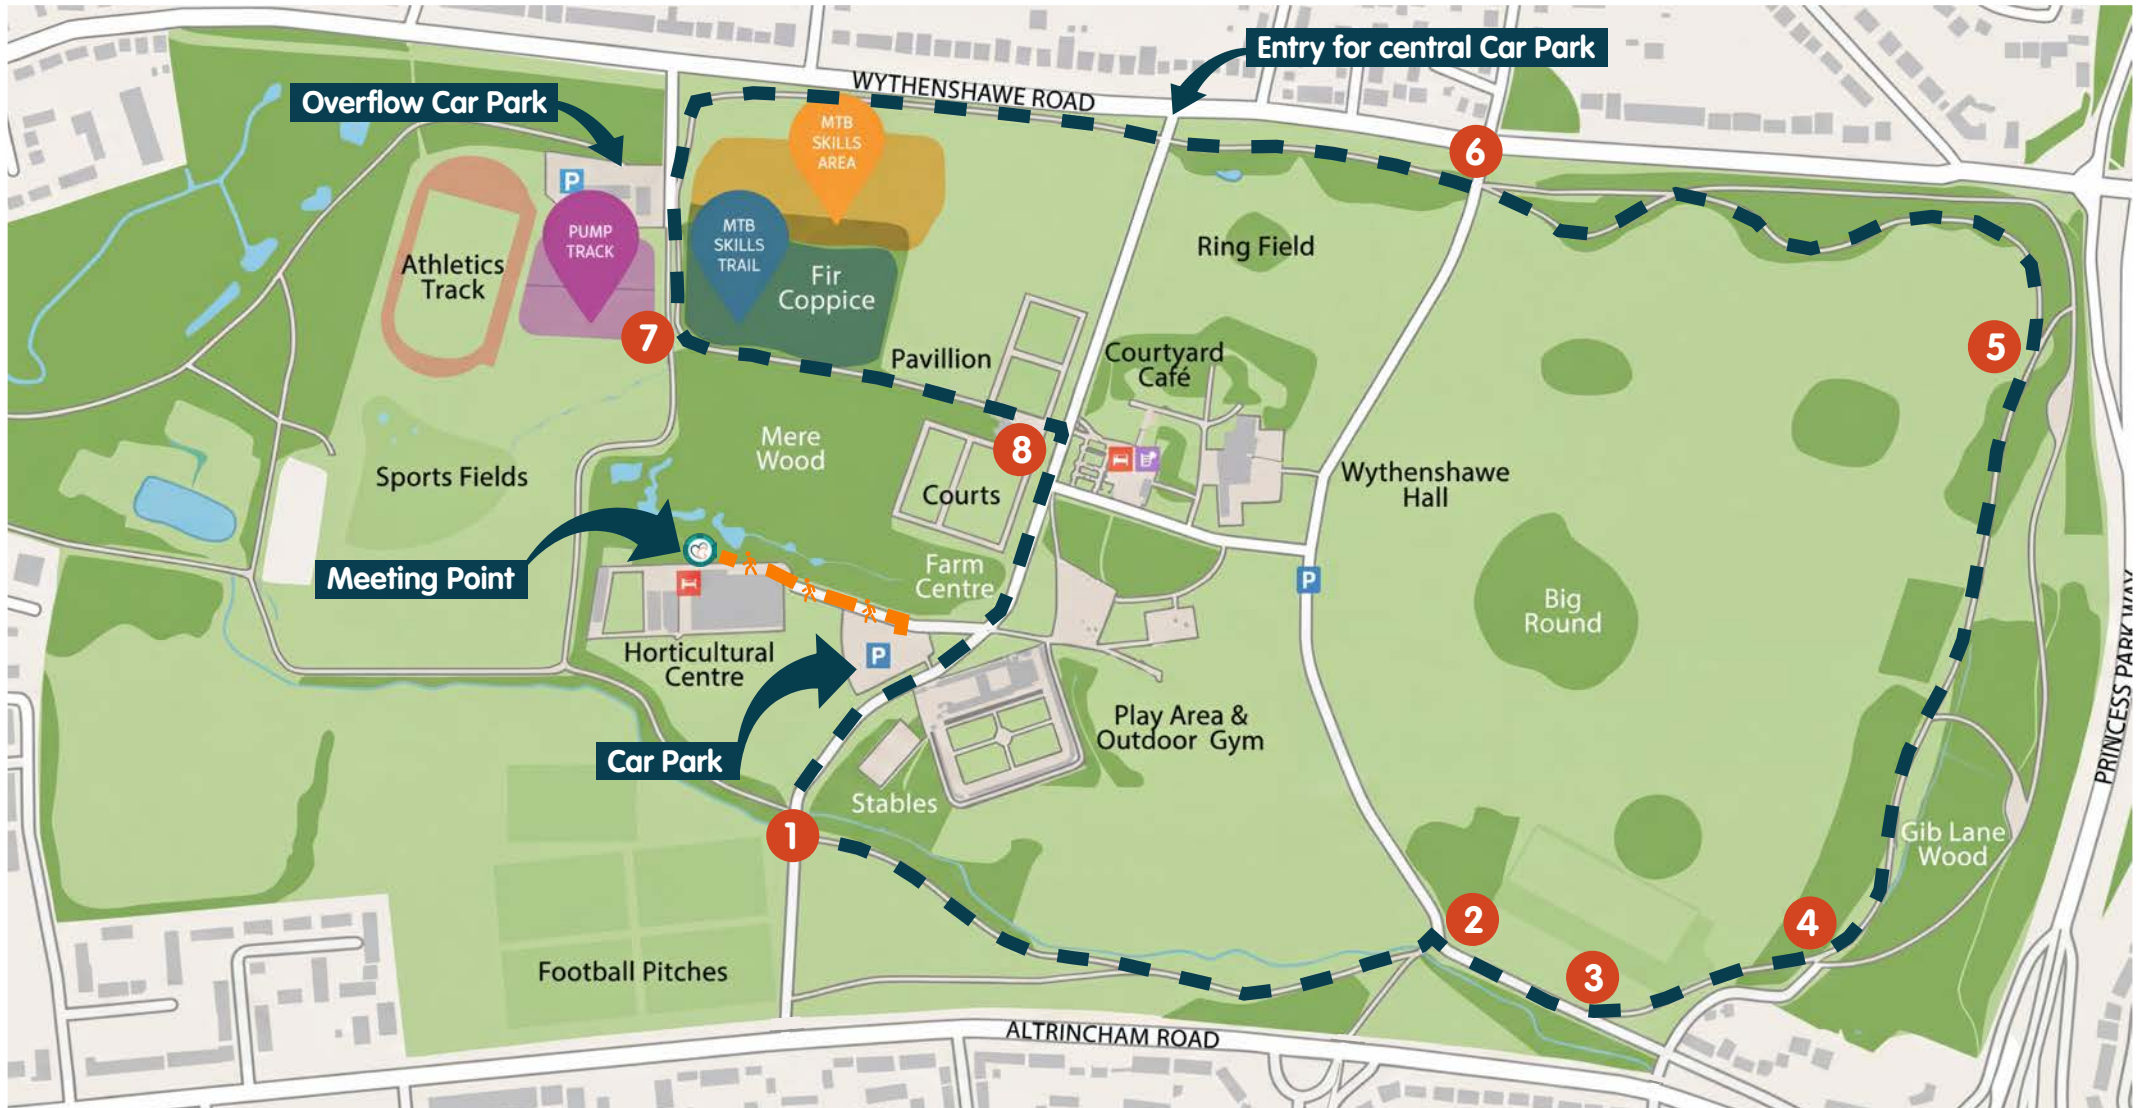 Entry for central Car Park
WYTHENSHAWE ROAD
Overflow Car Park
MTB
SKILLS
AREA
6
P
PUMP
TRACK
MTB
SKILLS
TRAIL
Ring Field
Athletics
Track
Fir
Coppice
7
5
Pavillion
Courtyard
Café
Mere
Wood
8
Sports Fields
Courts
Wythenshawe
Hall
Meeting Point
Farm
Centre
P
Big
Round
Horticultural
Centre
P
PRINCESS PARK WAY
Play Area &
Outdoor Gym
Car Park
Stables
1
Gib Lane
Wood
2
4
3
Football Pitches
ALTRINCHAM ROAD